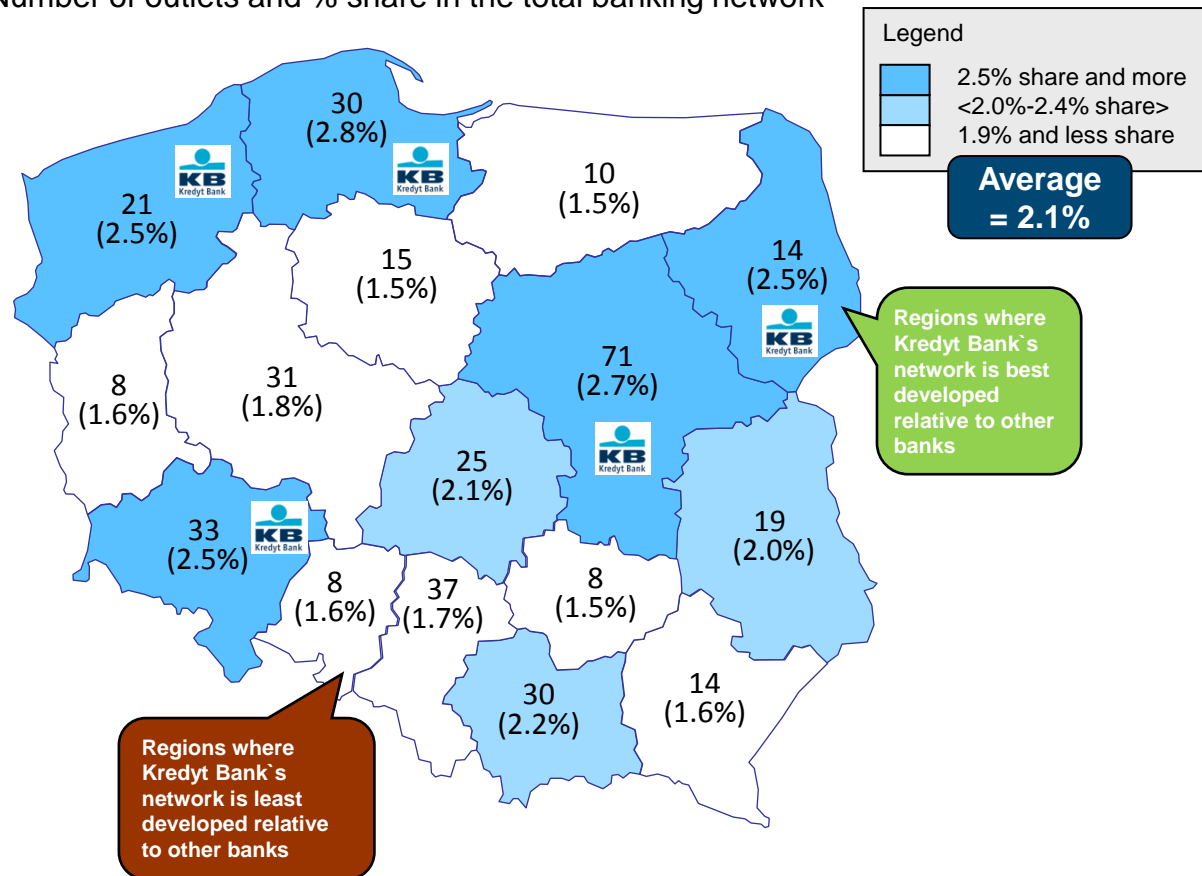 Number of outlets and % share in the total banking network
Legend
2.5% share and more
<2.0%-2.4% share>
1.9% and less share
Average
= 2.1%
30
(2.8%)
KB
Kredyt Bank
21
(2.5%)
KB
Kredyt Bank
10
(1.5%)
14
(2.5%)
KB
Kredyt Bank
15
(1.5%)
Regions where
Kredyt Bank`s
network is best
developed
relative to other
banks
71
(2.7%)
KB
Kredyt Bank
8
(1.6%)
31
(1.8%)
25
(2.1%)
19
(2.0%)
33
(2.5%)
KB
Kredyt Bank
8
(1.6%)
37
(1.7%)
8
(1.5%)
30
(2.2%)
14
(1.6%)
Regions where
Kredyt Bank`s
network is least
developed relative
to other banks